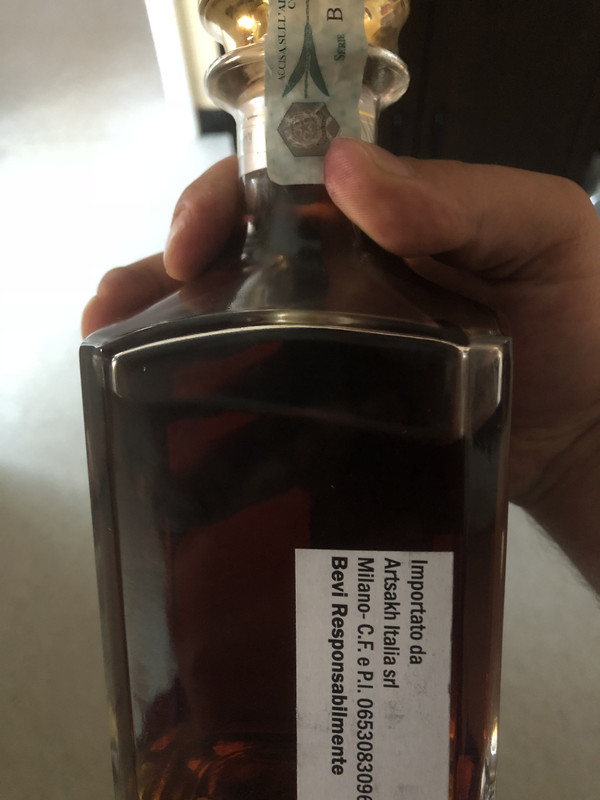 Importato da
Artsakh Italia srl
Milano- C.F. e P.I. 0653083096
Bevi Responsabilmente
B